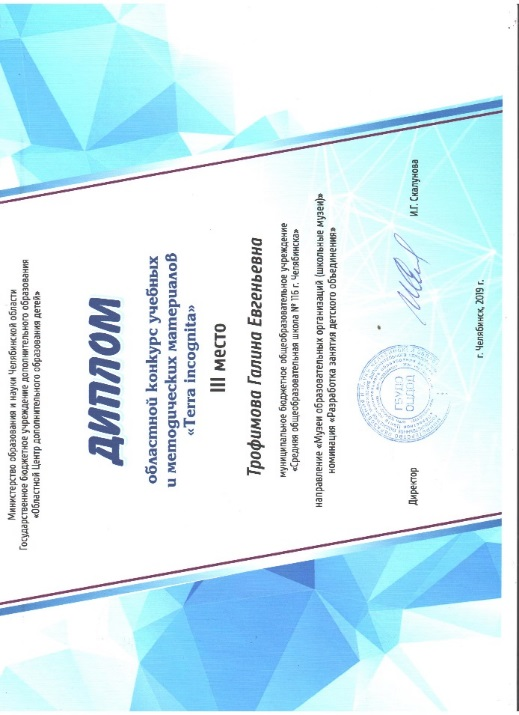 Министерство образования и науки Челябинской области
Государственное бюджетное учреждение дополнительного образования
«Областной Центр дополнительного образования детей»
ДИПЛОМ
областной конкурс учебных
и методических материалов
«Terra incognita»
III место
Трофимова Галина Евгеньевна
муниципальное бюджетное общеобразовательное учреждение
«Средняя общеобразовательная школа № 116 г. Челябинска»
направление «Музеи образовательных организаций (школьные музеи)»
номинация «Разработка занятия детского объединения»
Директор И.Г. Скалунова
г. Челябинск, 2019 г.